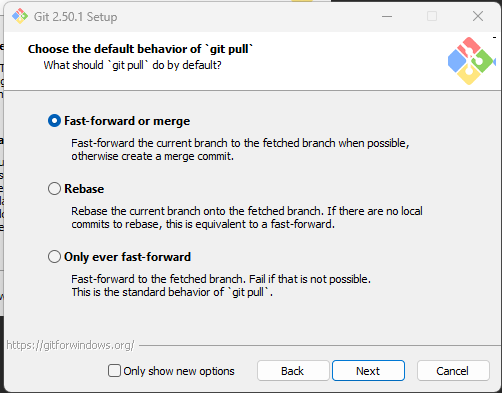 Git 2.50.1 Setup
Choose the default behavior of `git pull`
What should `git pull` do by default?
Fast-forward or merge
Fast-forward the current branch to the fetched branch when possible,
otherwise create a merge commit.
Rebase
Rebase the current branch onto the fetched branch. If there are no local
commits to rebase, this is equivalent to a fast-forward.
Only ever fast-forward
Fast-forward to the fetched branch. Fail if that is not possible.
This is the standard behavior of `git pull`.
https://gitforwindows.org/
Only show new options
Back
Next
Cancel